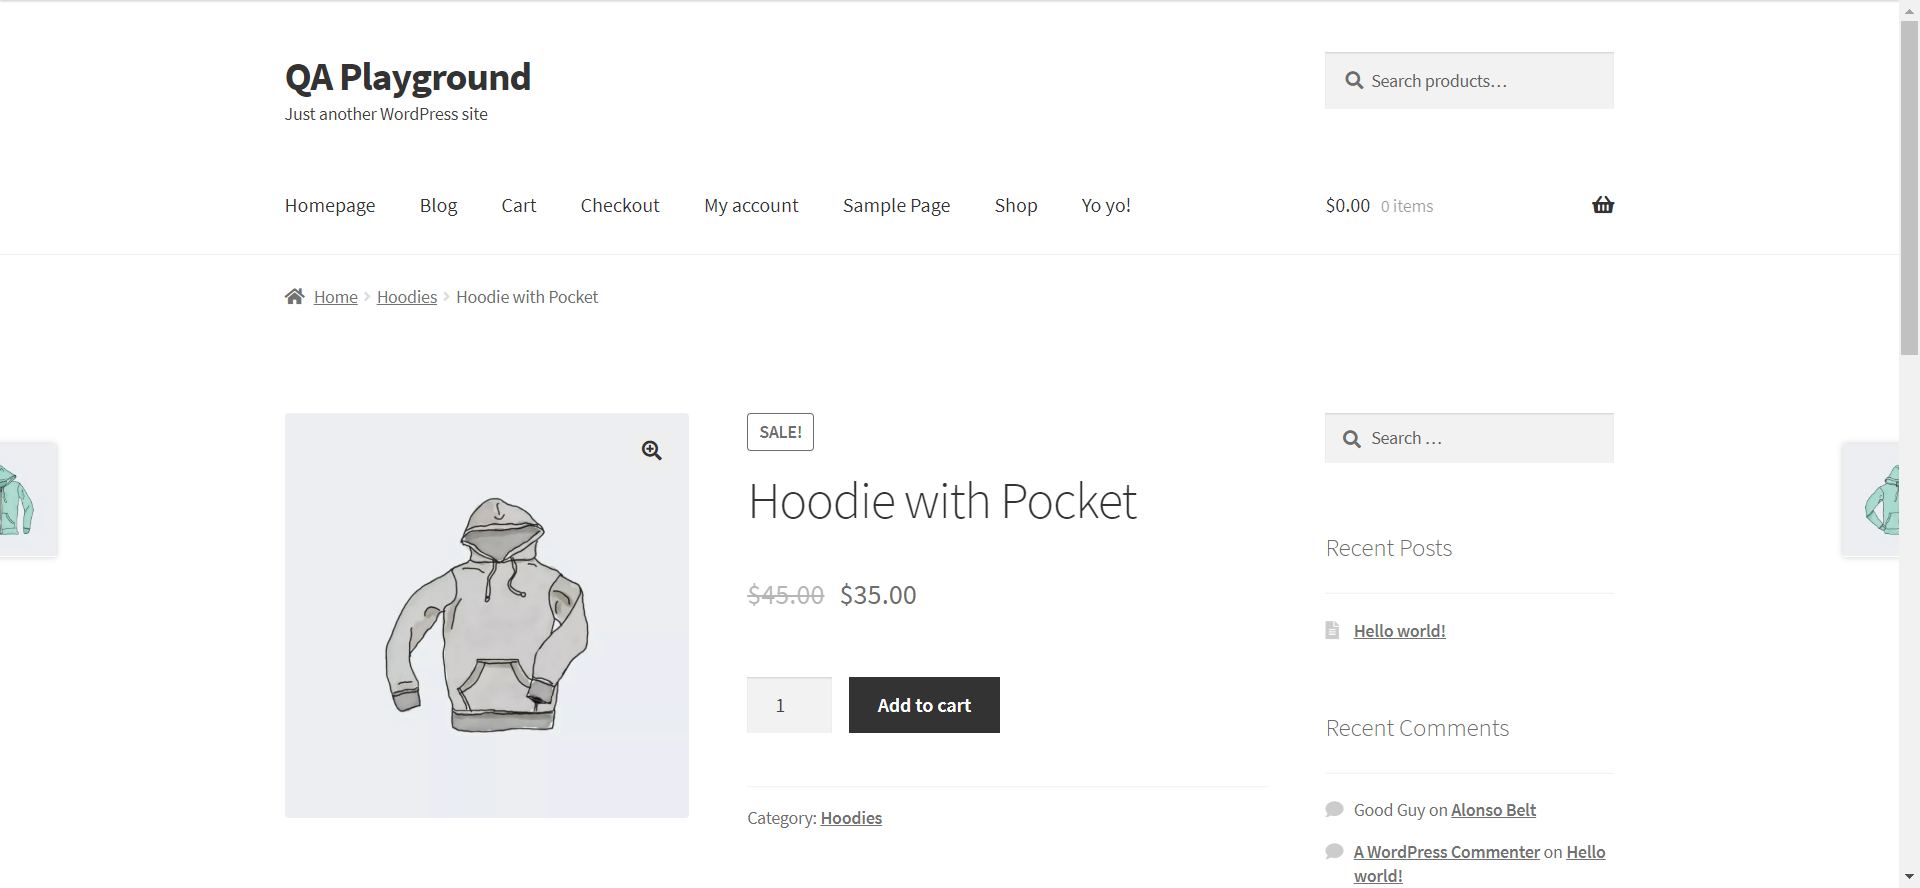 QA Playground
Just another WordPress site
Search products…
Homepage Blog Cart Checkout My account Sample Page Shop Yo yo!
$0.00 0 items
Home Hoodies Hoodie with Pocket
SALE!
Hoodie with Pocket
$45.00 $35.00
1 Add to cart
Category: Hoodies
Search …
Recent Posts
Hello world!
Recent Comments
Good Guy on Alonso Belt
A WordPress Commenter on Hello
world!